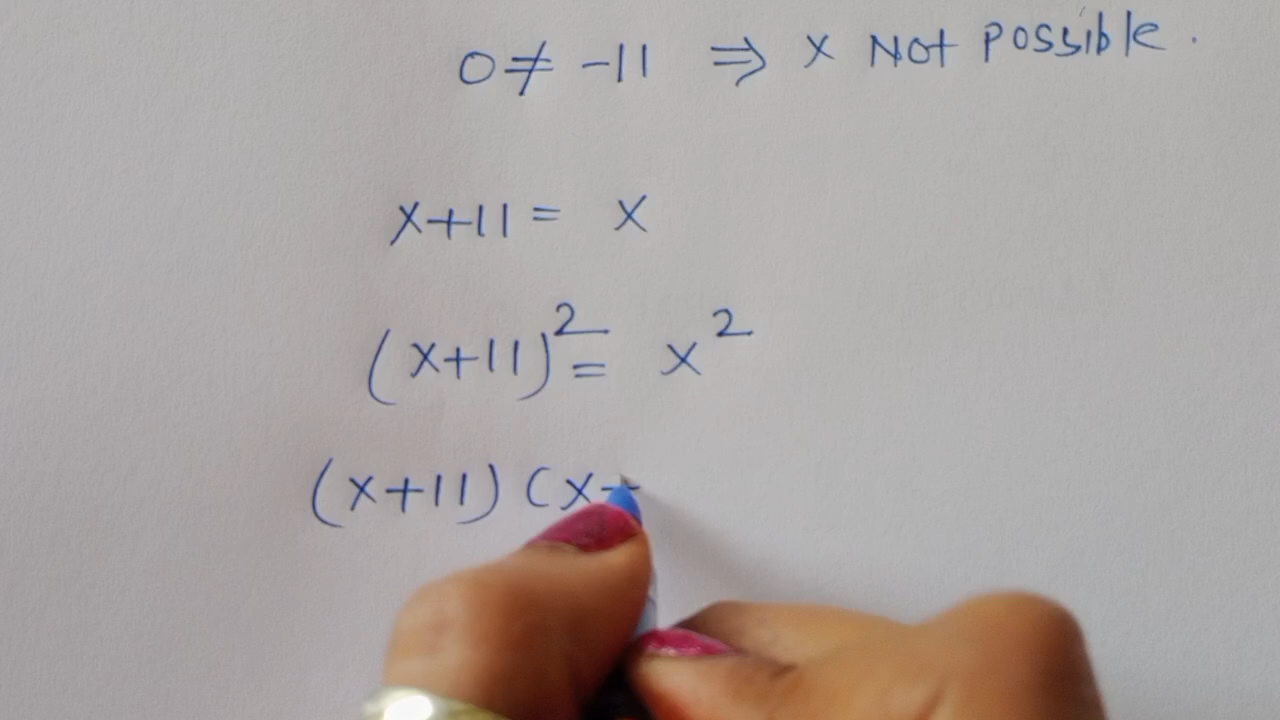 0 ≠ -11 ⇒ x Not possible.
x+11 = x
(x+11)² = x²
(x+11) (x